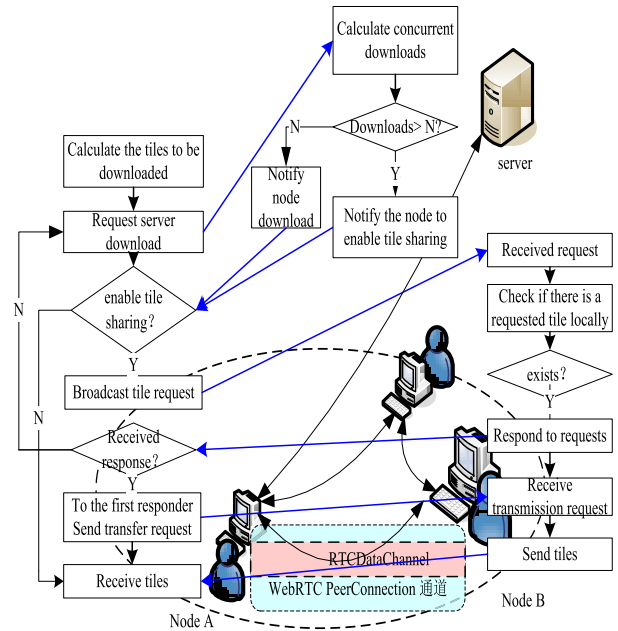 Calculate concurrent
downloads
Downloads> N?
N
Y
Notify
node
download
Notify the node to
enable tile sharing
server
Calculate the tiles to be
downloaded
Request server
download
enable tile
sharing?
N
Y
N
Broadcast tile request
Received
response?
Y
To the first responder
Send transfer request
Receive tiles
Node A
Received request
Check if there is a
requested tile locally
exists?
Y
Respond to requests
Receive
transmission request
Send tiles
Node B
RTCDataChannel
WebRTC PeerConnection 通道